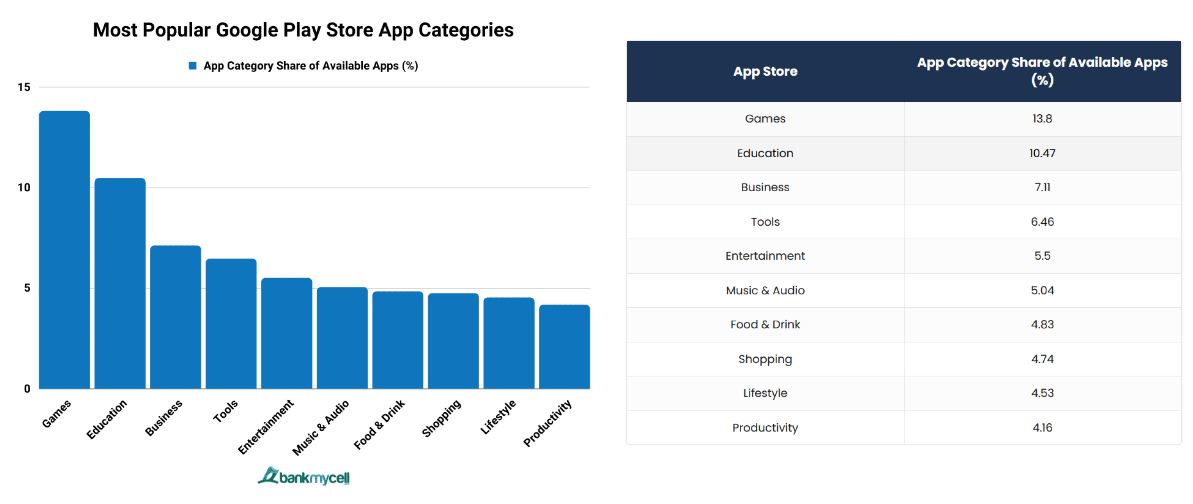 Most Popular Google Play Store App Categories
App Category Share of Available Apps (%)
15
10
5
0
Games
Education
Business
Tools
Entertainment
Music & Audio
Food & Drink
Shopping
Lifestyle
Productivity
bankmycell
App Store
App Category Share of Available Apps
(%)
Games 13.8
Education 10.47
Business 7.11
Tools 6.46
Entertainment 5.5
Music & Audio 5.04
Food & Drink 4.83
Shopping 4.74
Lifestyle 4.53
Productivity 4.16